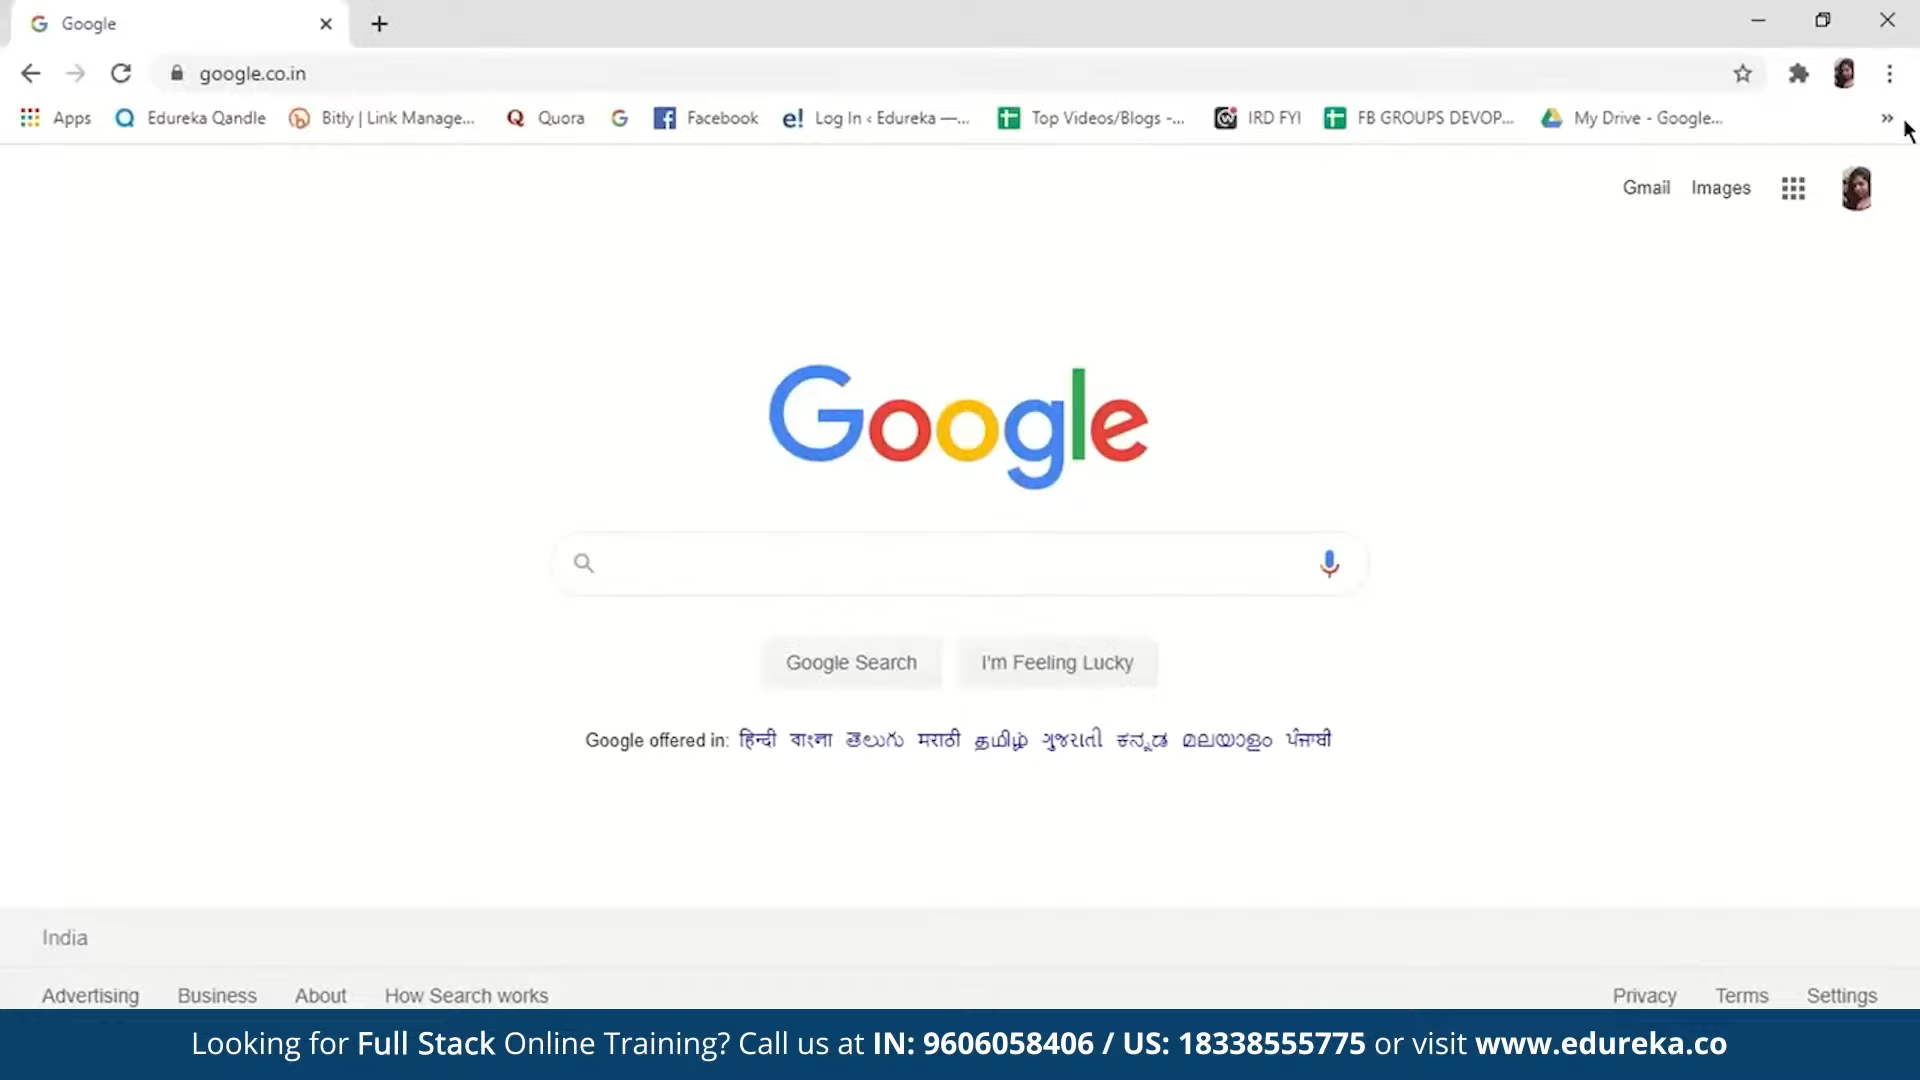 Google
google.co.in
Apps Edureka Qandle Bitly | Link Manage... Quora Facebook e! Log In ‹ Edureka —... Top Videos/Blogs -... IRD FYI FB GROUPS DEVOP... My Drive - Google... »
Gmail Images
Google
Google Search I'm Feeling Lucky
Google offered in: हिन्दी বাংলা తెలుగు मराठी தமிழ் ગુજરાતી ಕನ್ನಡ മലയാളം ਪੰਜਾਬੀ
India
Advertising Business About How Search works Privacy Terms Settings
Looking for Full Stack Online Training? Call us at IN: 9606058406 / US: 18338555775 or visit www.edureka.co